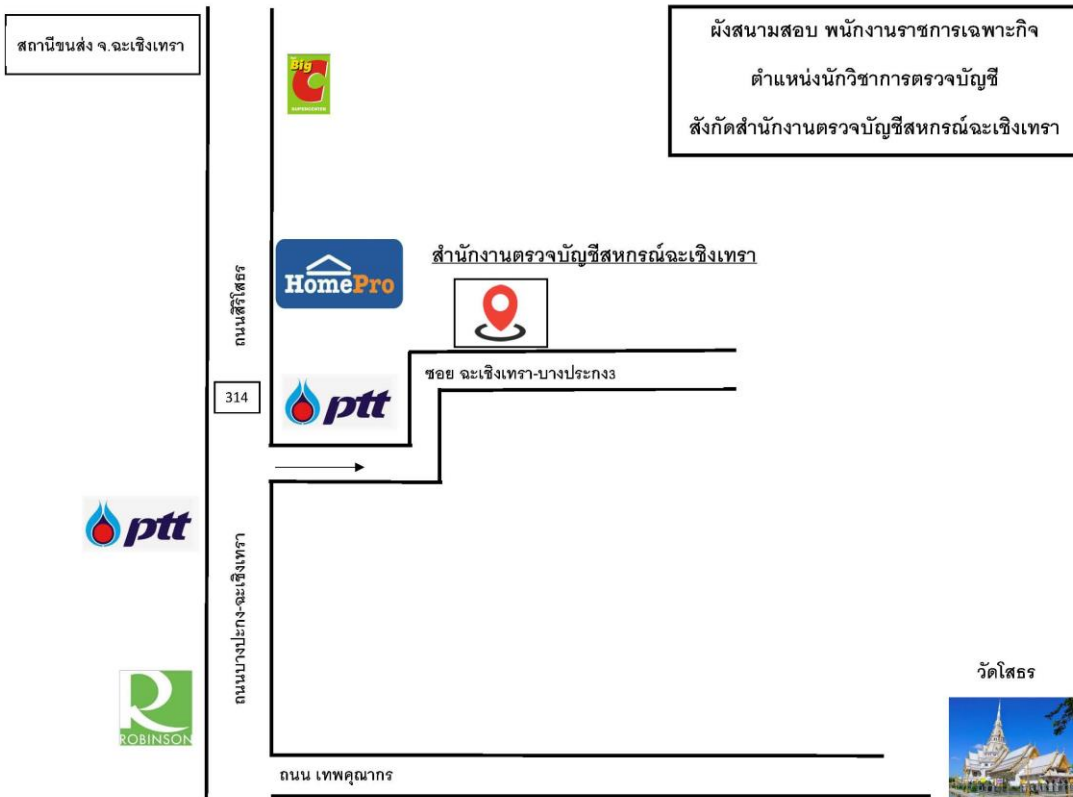 สถานีขนส่ง จ.ฉะเชิงเทรา
ผังสนามสอบ พนักงานราชการเฉพาะกิจ
ตำแหน่งนักวิชาการตรวจบัญชี
สังกัดสำนักงานตรวจบัญชีสหกรณ์ฉะเชิงเทรา
Big
C
SUPERCENTER
HomePro
สำนักงานตรวจบัญชีสหกรณ์ฉะเชิงเทรา
ถนนสิริโสธร
ซอย ฉะเชิงเทรา-บางประกง3
314
ptt
ptt
ถนนบางปะกง-ฉะเชิงเทรา
R
ROBINSON
วัดโสธร
ถนน เทพคุณากร